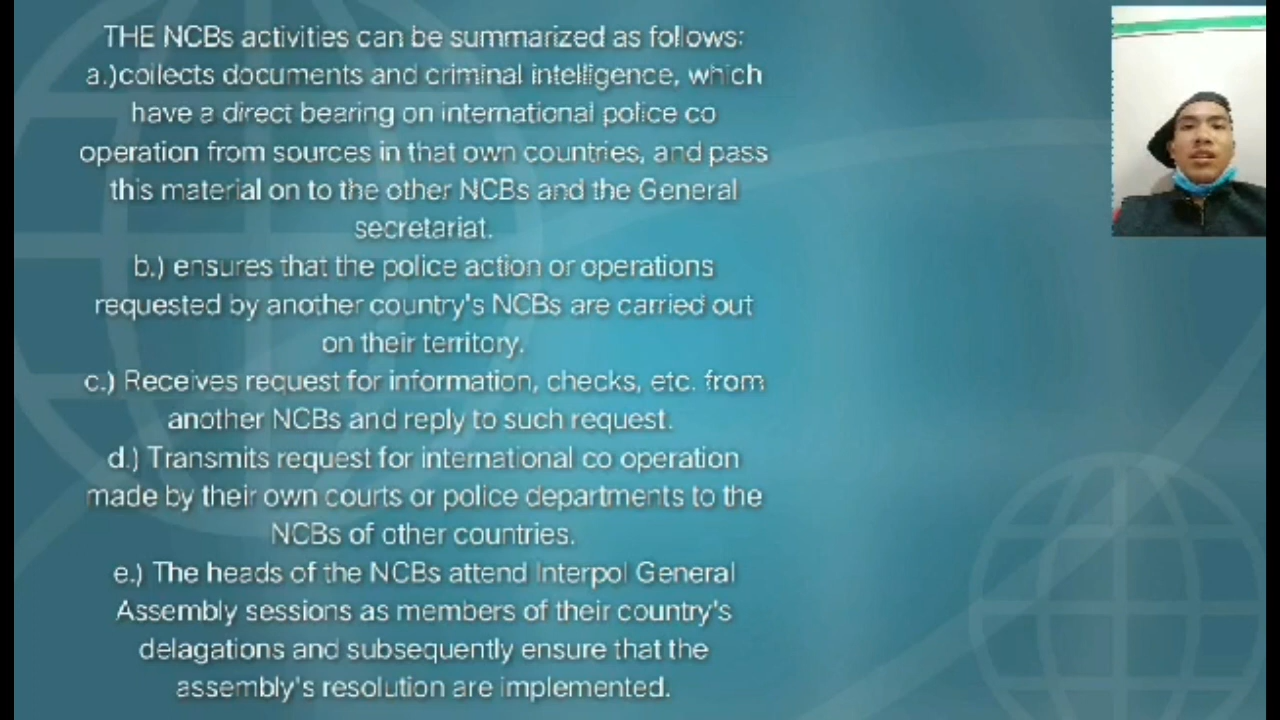 THE NCBs activities can be summarized as follows:
a.)collects documents and criminal intelligence, which
have a direct bearing on international police co
operation from sources in that own countries, and pass
this material on to the other NCBs and the General
secretariat.
b.) ensures that the police action or operations
requested by another country's NCBs are carried out
on their territory.
c.) Receives request for information, checks, etc. from
another NCBs and reply to such request.
d.) Transmits request for international co operation
made by their own courts or police departments to the
NCBs of other countries.
e.) The heads of the NCBs attend Interpol General
Assembly sessions as members of their country's
delagations and subsequently ensure that the
assembly's resolution are implemented.